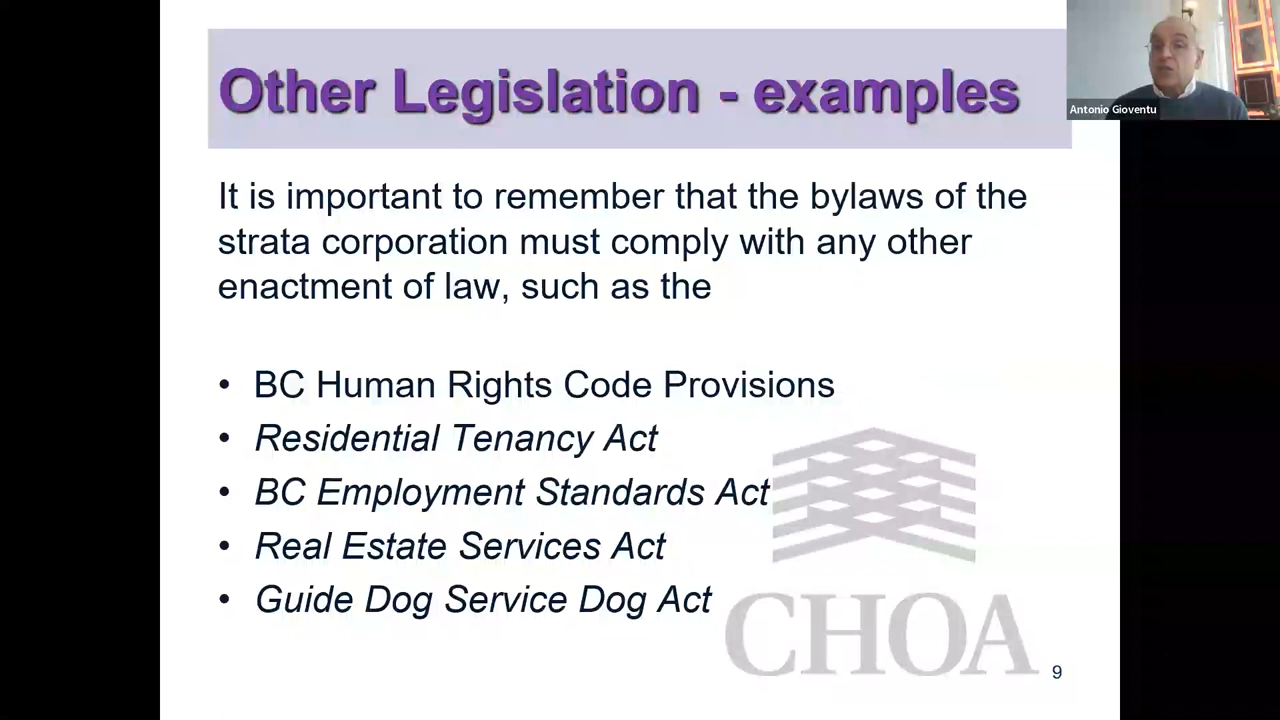 Other Legislation - examples
Antonio Gioventu
It is important to remember that the bylaws of the
strata corporation must comply with any other
enactment of law, such as the
• BC Human Rights Code Provisions
• Residential Tenancy Act
• BC Employment Standards Act
• Real Estate Services Act
• Guide Dog Service Dog Act
CHOA
9